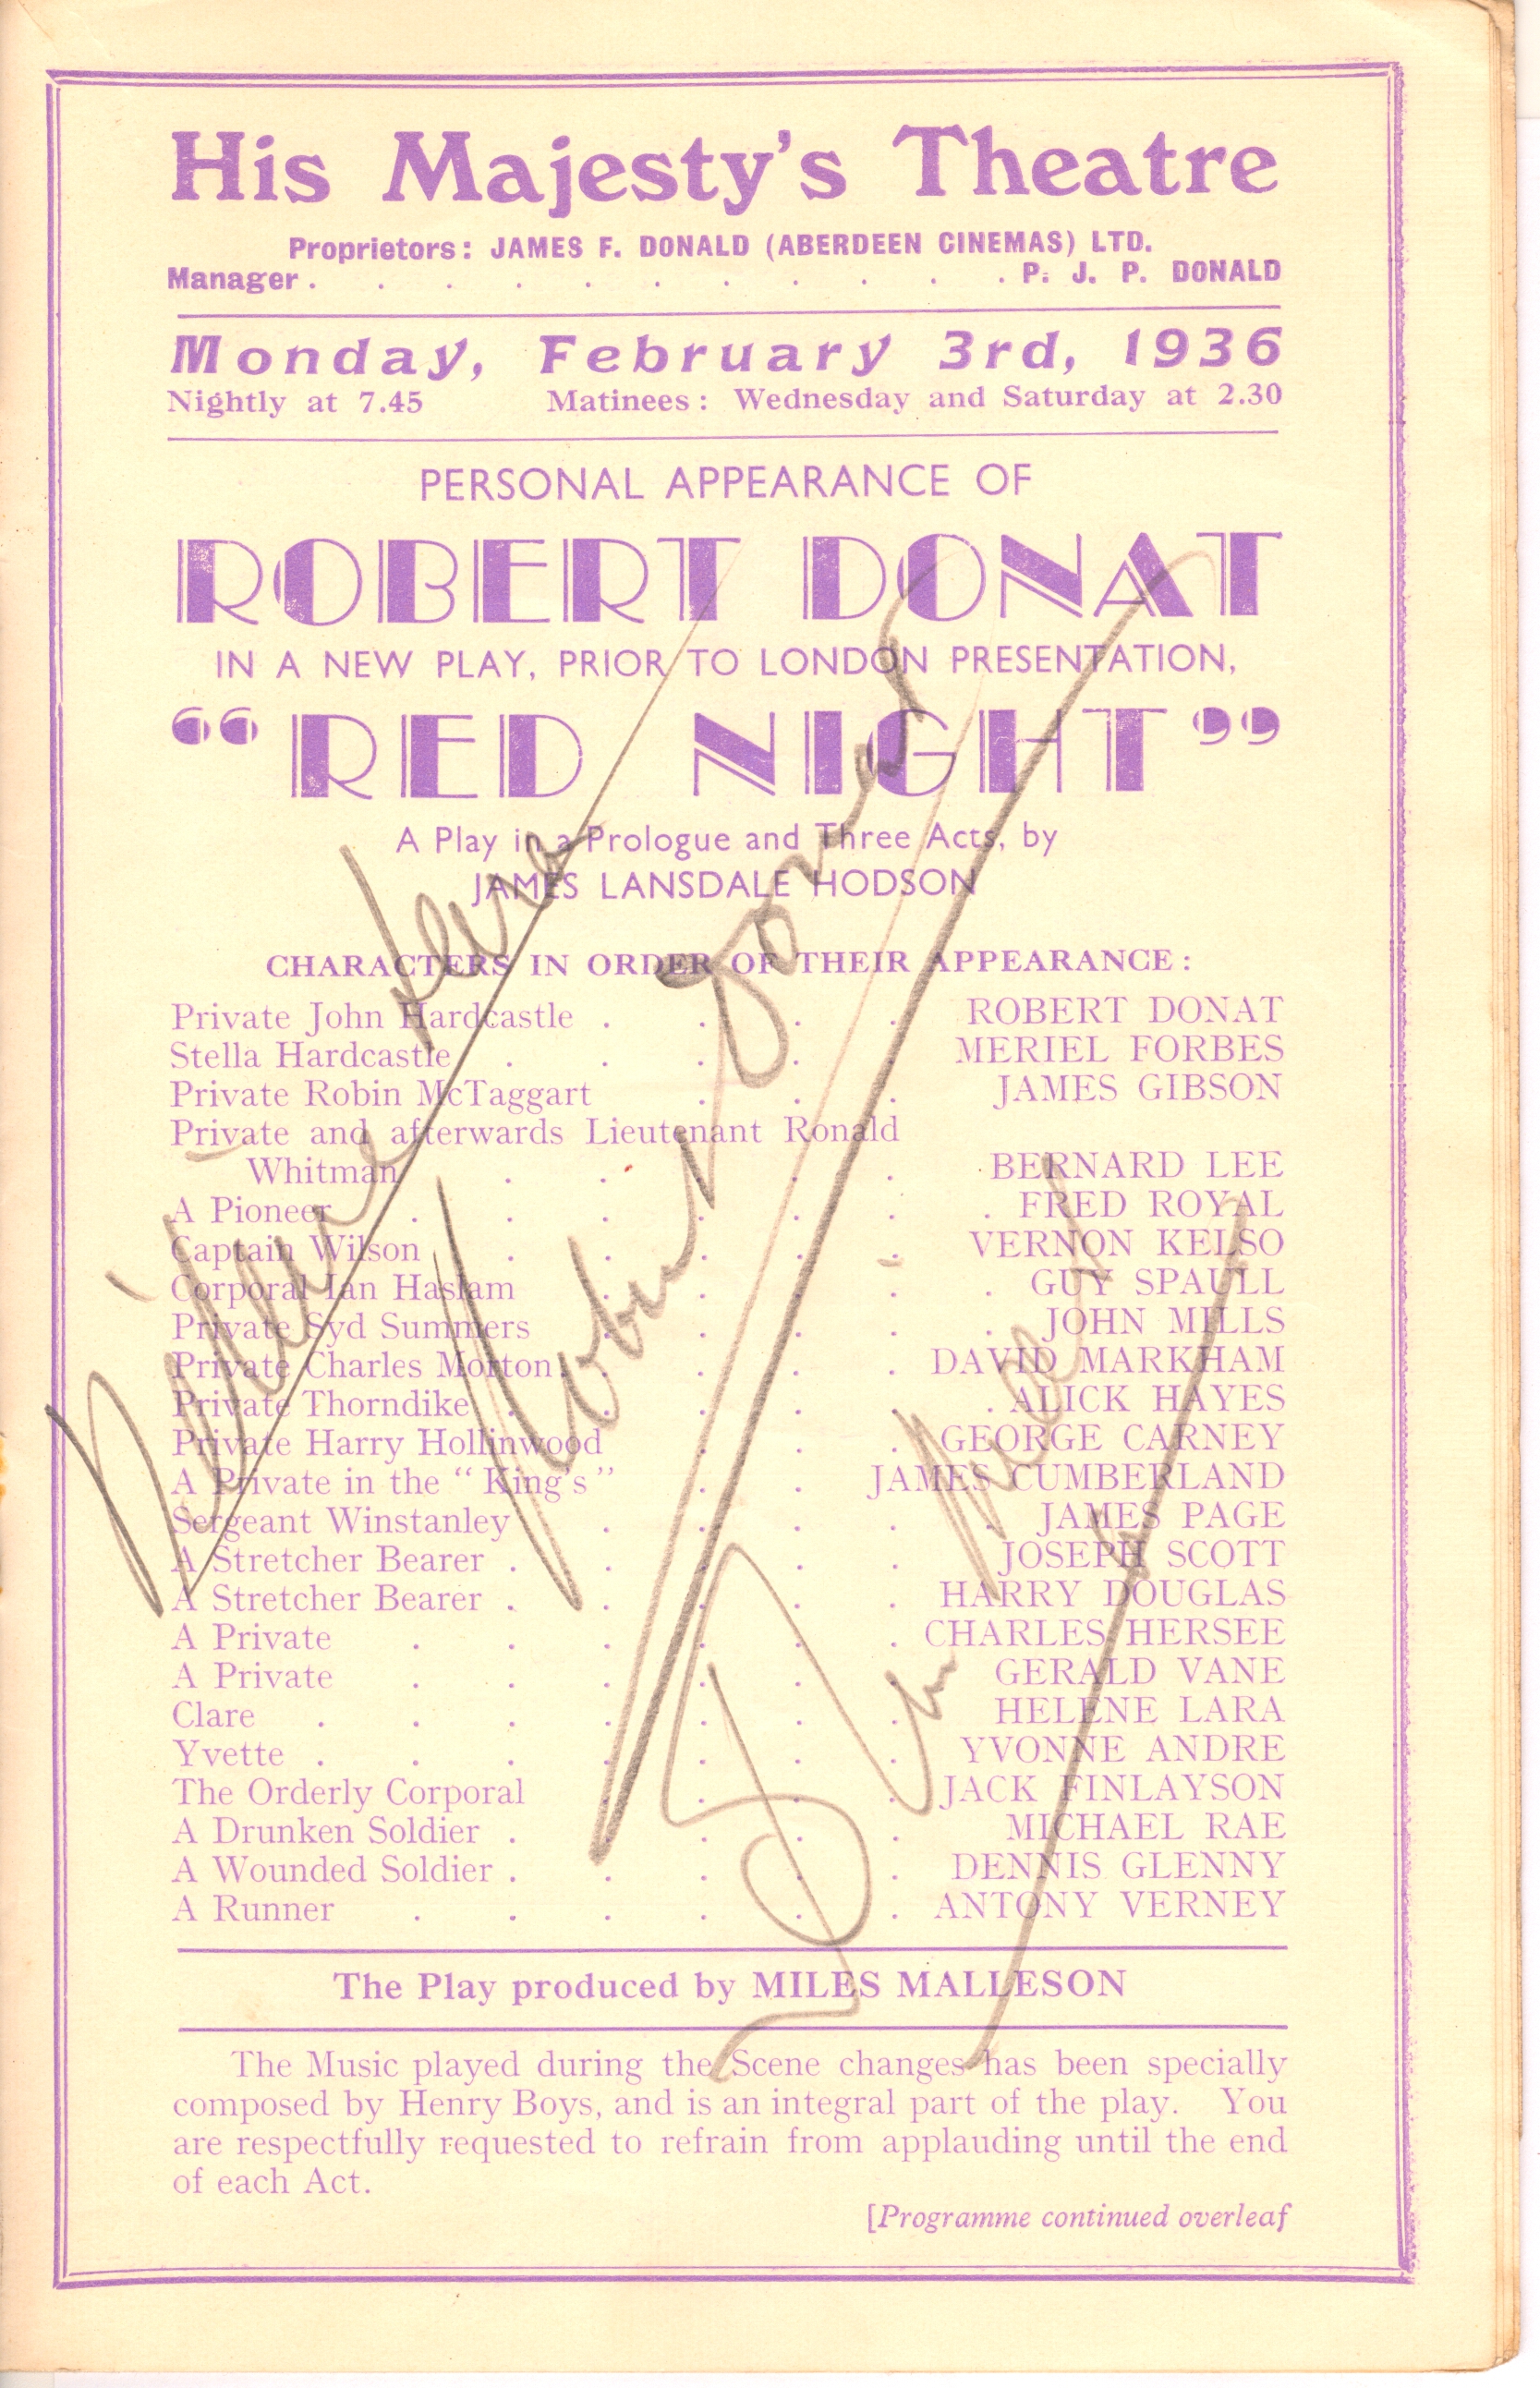 His Majesty's Theatre
Proprietors: JAMES F. DONALD (ABERDEEN CINEMAS) LTD.
Manager . . . . . . . . . . . P. J. P. DONALD
Monday, February 3rd, 1936
Nightly at 7.45 Matinees: Wednesday and Saturday at 2.30
PERSONAL APPEARANCE OF
ROBERT DONAT
IN A NEW PLAY, PRIOR TO LONDON PRESENTATION,
"RED NIGHT"
A Play in a Prologue and Three Acts, by
JAMES LANSDALE HODSON
CHARACTERS IN ORDER OF THEIR APPEARANCE:
Private John Hardcastle . . . . ROBERT DONAT
Stella Hardcastle . . . . . MERIEL FORBES
Private Robin McTaggart . . . JAMES GIBSON
Private and afterwards Lieutenant Ronald
Whitman . . . . . BERNARD LEE
A Pioneer . . . . . . . FRED ROYAL
Captain Wilson . . . . . VERNON KELSO
Corporal Ian Haslam . . . . . GUY SPAULL
Private Syd Summers . . . . . JOHN MILLS
Private Charles Morton . . . . DAVID MARKHAM
Private Thorndike . . . . . . ALICK HAYES
Private Harry Hollinwood . . . GEORGE CARNEY
A Private in the "King's" . . JAMES CUMBERLAND
Sergeant Winstanley . . . . . JAMES PAGE
A Stretcher Bearer . . . . . JOSEPH SCOTT
A Stretcher Bearer . . . . . HARRY DOUGLAS
A Private . . . . . . CHARLES HERSEE
A Private . . . . . . GERALD VANE
Clare . . . . . . . HELENE LARA
Yvette . . . . . . . YVONNE ANDRE
The Orderly Corporal . . . . JACK FINLAYSON
A Drunken Soldier . . . . . MICHAEL RAE
A Wounded Soldier . . . . . DENNIS GLENNY
A Runner . . . . . . ANTONY VERNEY
The Play produced by MILES MALLESON
The Music played during the Scene changes has been specially
composed by Henry Boys, and is an integral part of the play. You
are respectfully requested to refrain from applauding until the end
of each Act.
[Programme continued overleaf
Robert Donat